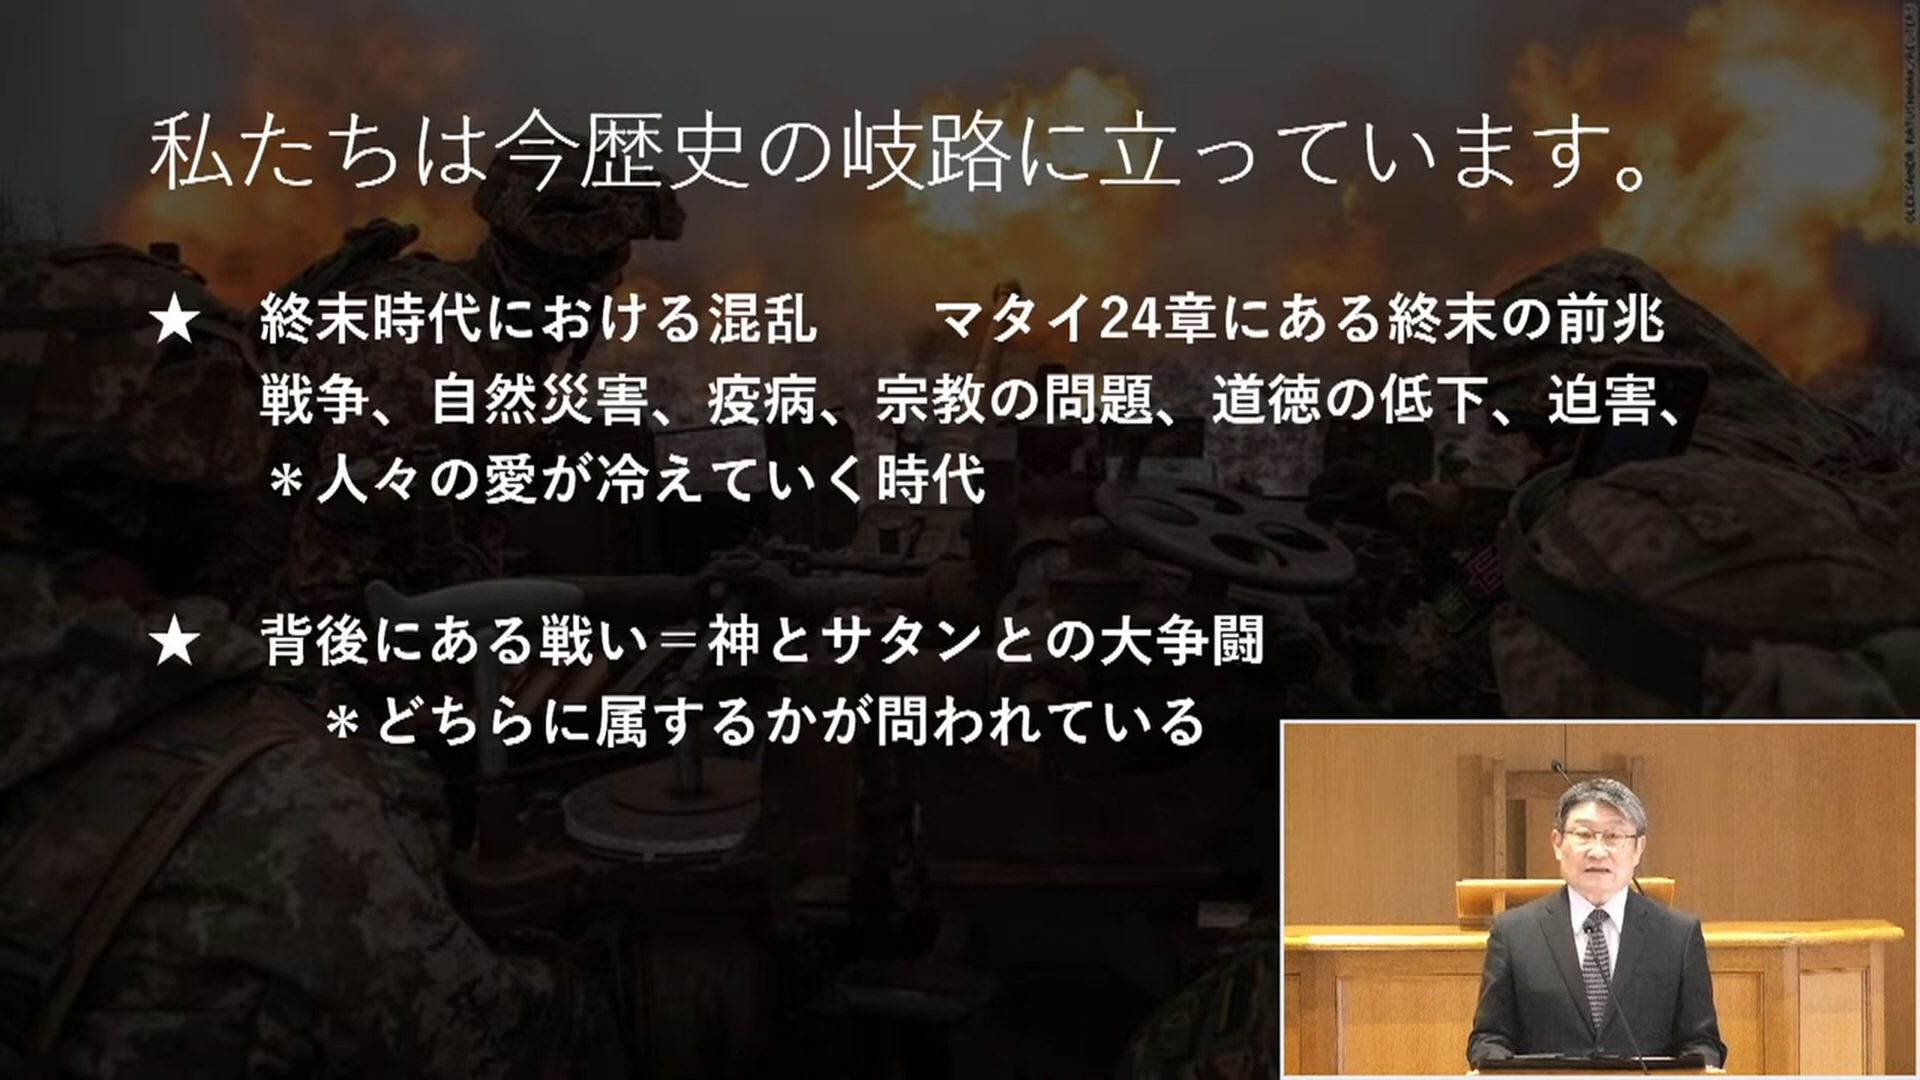 私たちは今歴史の岐路に立っています。
★ 終末時代における混乱 マタイ24章にある終末の前兆
戦争、自然災害、疫病、宗教の問題、道徳の低下、迫害、
＊人々の愛が冷えていく時代
★ 背後にある戦い＝神とサタンとの大争闘
＊どちらに属するかが問われている